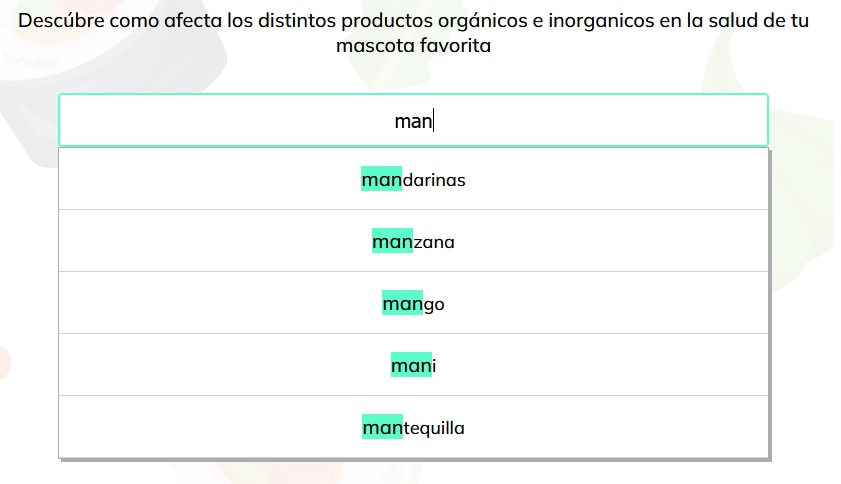 Descúbre como afecta los distintos productos orgánicos e inorganicos en la salud de tu
mascota favorita
man
mandarinas
manzana
mango
mani
mantequilla